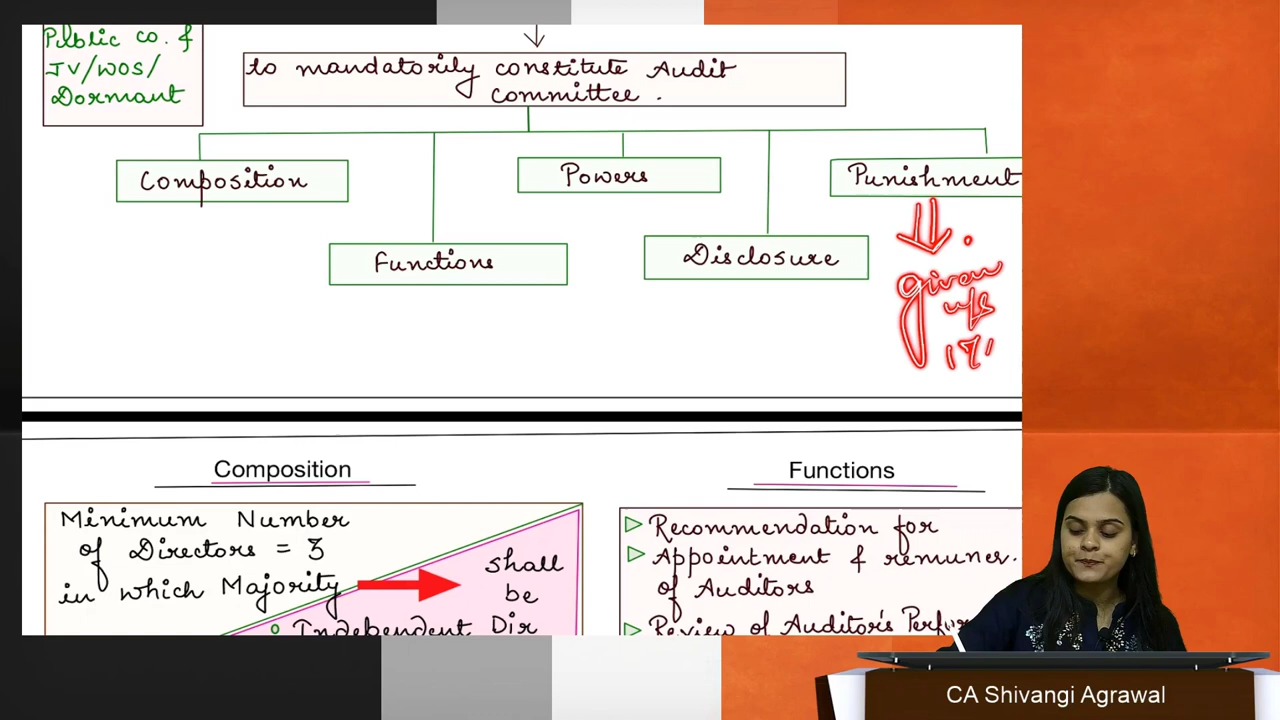 Public co. &
JV/WOS/
Dormant
to mandatorily constitute Audit
committee.
Composition
Powers
Punishment
Functions
Disclosure
given
u/s
Composition
Functions
Minimum Number
of Directors = 3
in which Majority
shall
be
Independent Dir
Recommendation for
Appointment & remuner.
of Auditors
Review of Auditor's Perf
CA Shivangi Agrawal